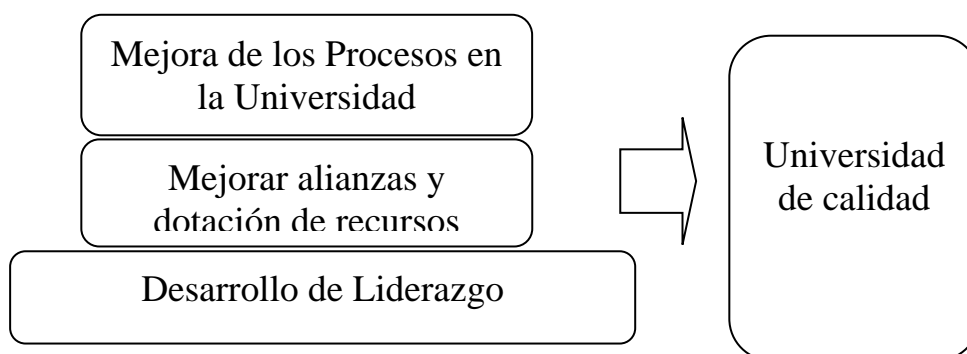 Mejora de los Procesos en
la Universidad
Mejorar alianzas y
dotación de recursos
Desarrollo de Liderazgo
Universidad
de calidad